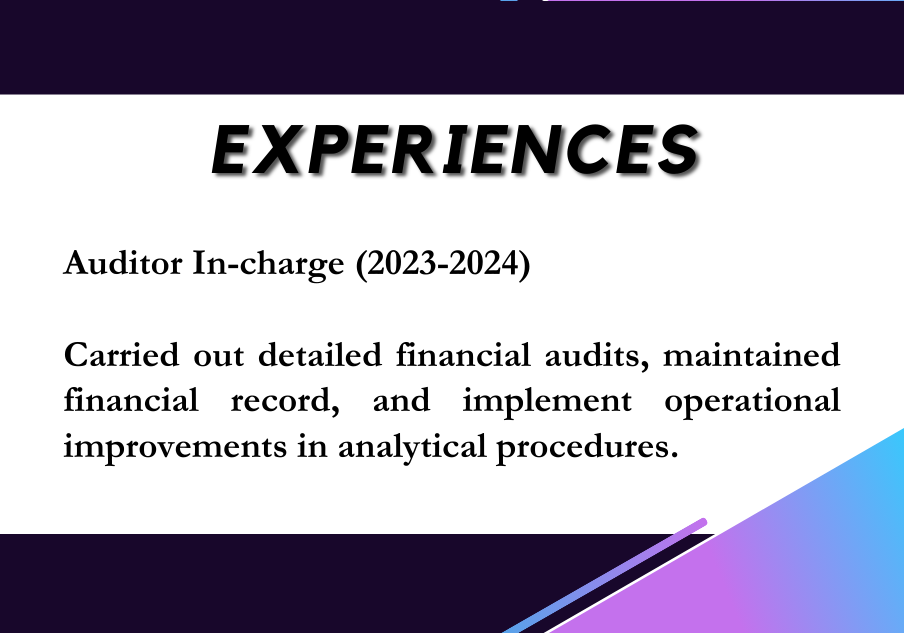 EXPERIENCES
Auditor In-charge (2023-2024)
Carried out detailed financial audits, maintained
financial record, and implement operational
improvements in analytical procedures.